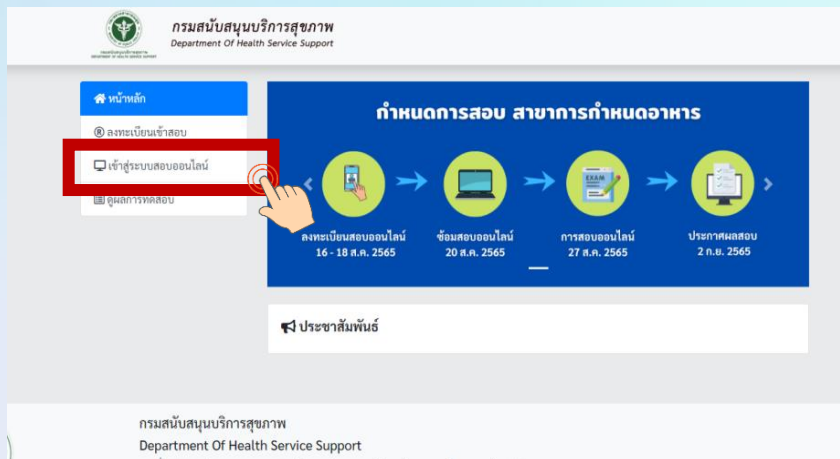 กรมสนับสนุนบริการสุขภาพ
Department Of Health Service Support
หน้าหลัก
ลงทะเบียนเข้าสอบ
เข้าสู่ระบบสอบออนไลน์
ดูผลการทดสอบ
กำหนดการสอบ สาขาการกำหนดอาหาร
EXAM
ลงทะเบียนสอบออนไลน์
16 - 18 ส.ค. 2565
ซ้อมสอบออนไลน์
20 ส.ค. 2565
การสอบออนไลน์
27 ส.ค. 2565
ประกาศผลสอบ
2 ก.ย. 2565
ประชาสัมพันธ์
กรมสนับสนุนบริการสุขภาพ
Department Of Health Service Support